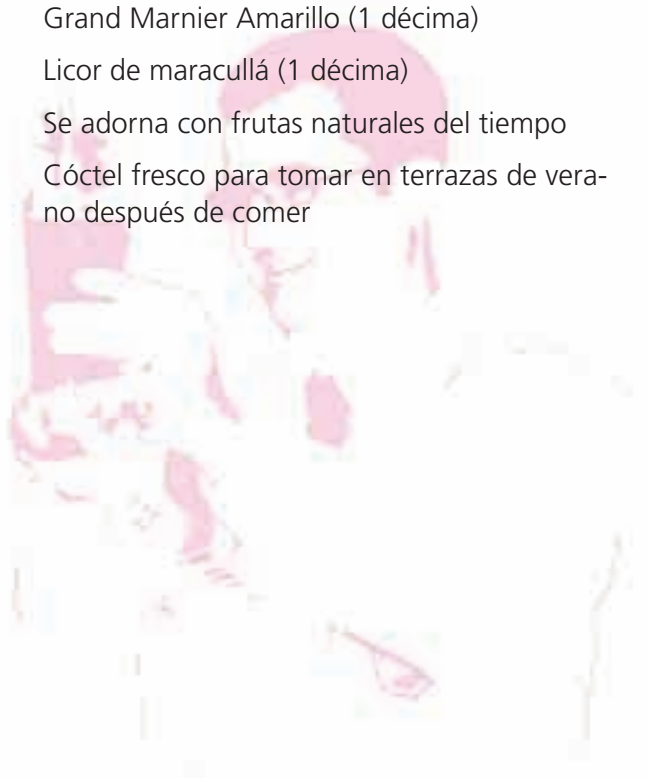 Grand Marnier Amarillo (1 décima)
Licor de maracullá (1 décima)
Se adorna con frutas naturales del tiempo
Cóctel fresco para tomar en terrazas de vera-
no después de comer